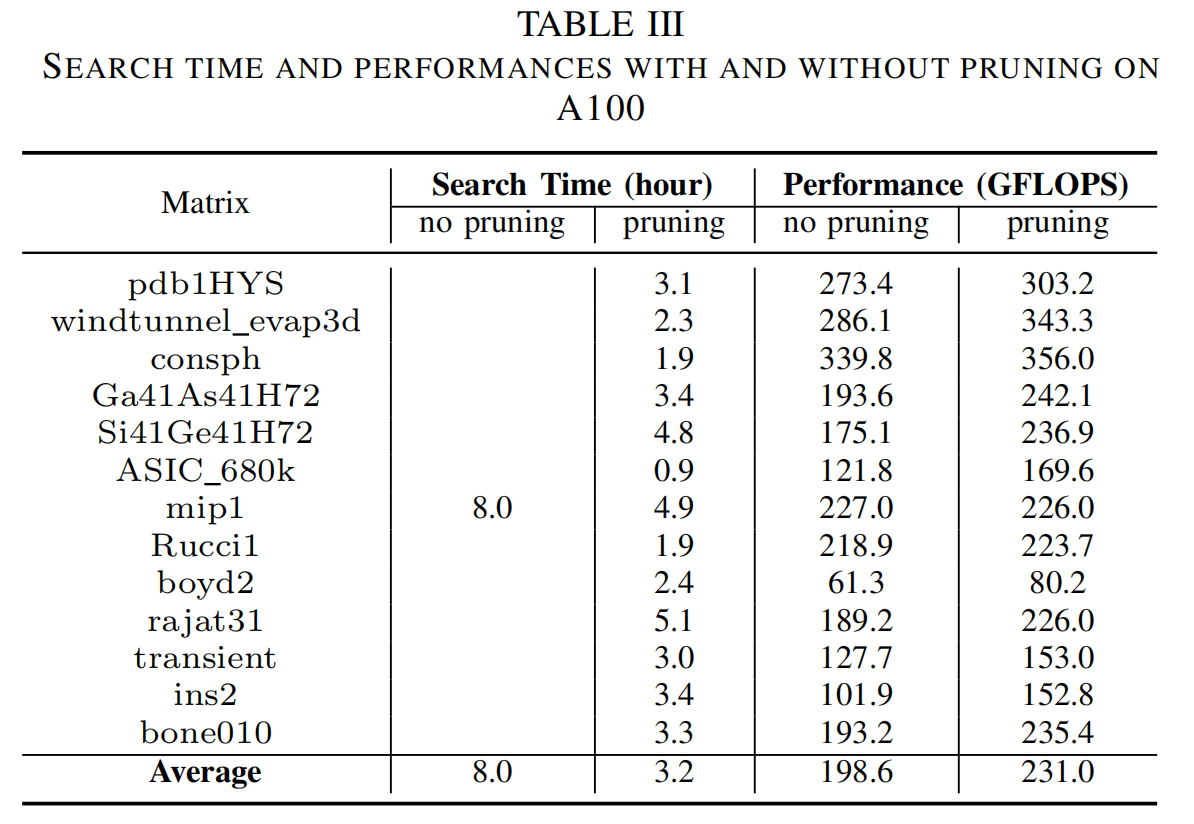 TABLE III
SEARCH TIME AND PERFORMANCES WITH AND WITHOUT PRUNING ON
A100
Matrix Search Time (hour) Performance (GFLOPS)
no pruning pruning no pruning pruning
pdb1HYS 3.1 273.4 303.2
windtunnel_evap3d 2.3 286.1 343.3
consph 1.9 339.8 356.0
Ga41As41H72 3.4 193.6 242.1
Si41Ge41H72 4.8 175.1 236.9
ASIC_680k 0.9 121.8 169.6
mip1 8.0 4.9 227.0 226.0
Rucci1 1.9 218.9 223.7
boyd2 2.4 61.3 80.2
rajat31 5.1 189.2 226.0
transient 3.0 127.7 153.0
ins2 3.4 101.9 152.8
bone010 3.3 193.2 235.4
Average 8.0 3.2 198.6 231.0